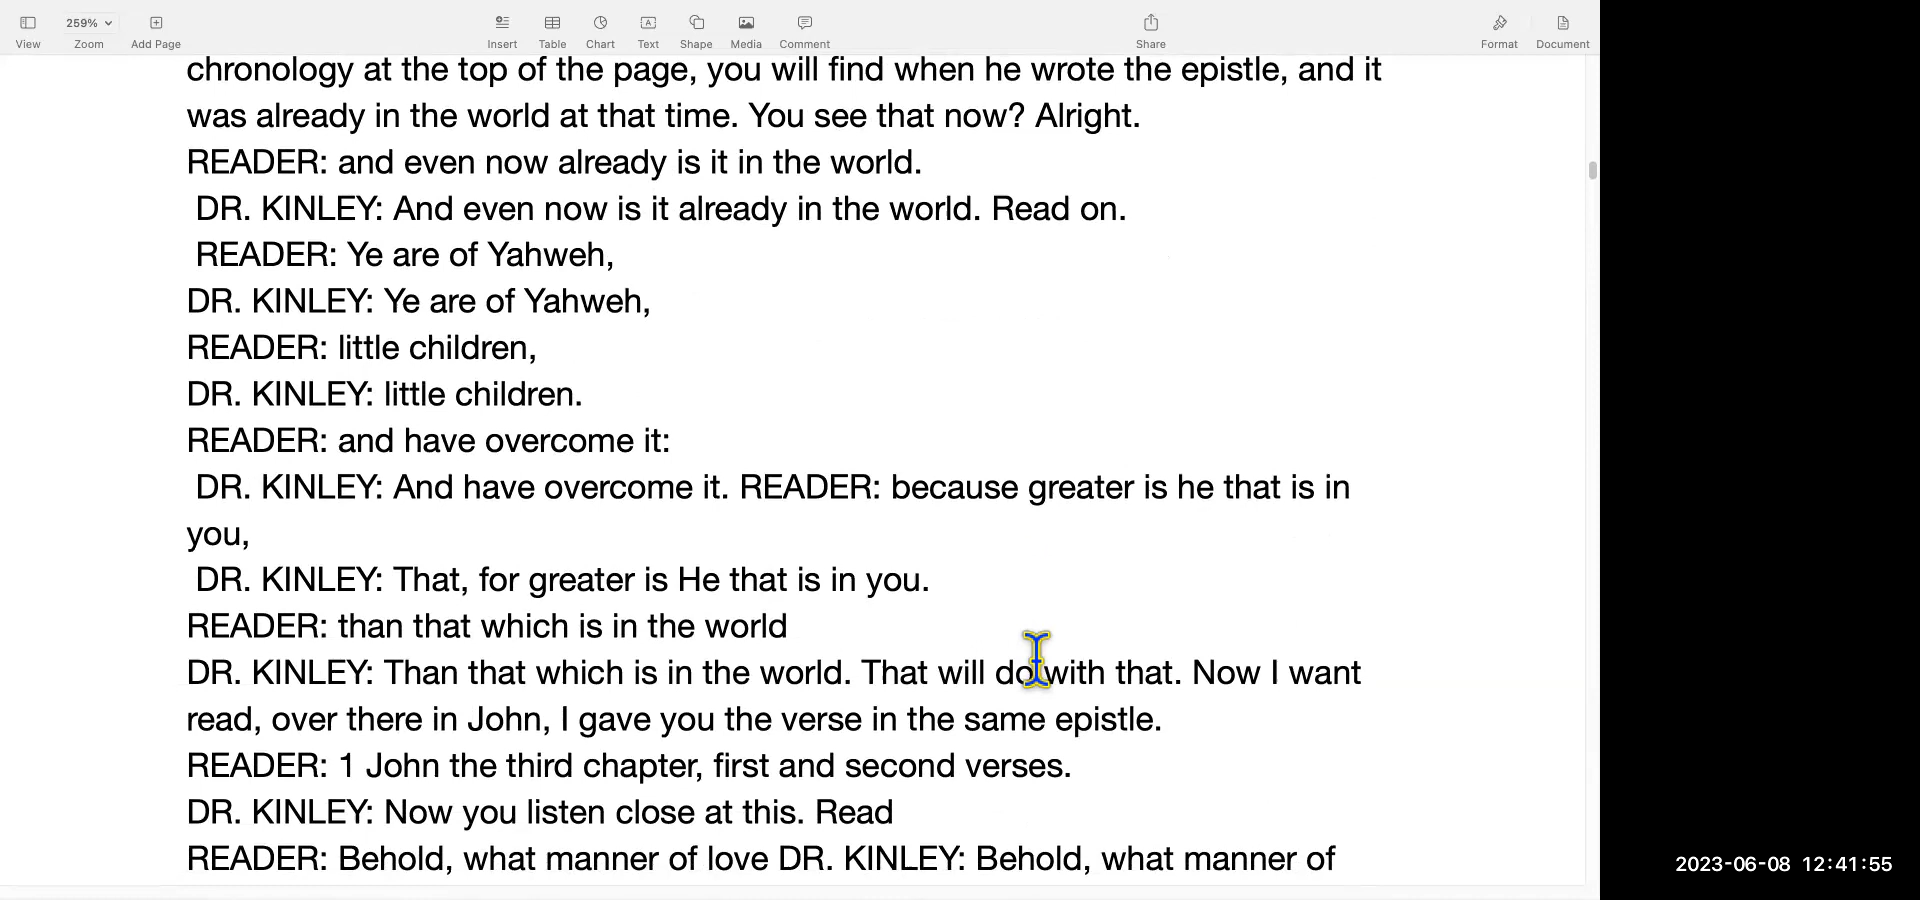 259%
View Zoom Add Page Insert Table Chart Text Shape Media Comment Share Format Document
chronology at the top of the page, you will find when he wrote the epistle, and it
was already in the world at that time. You see that now? Alright.
READER: and even now already is it in the world.
DR. KINLEY: And even now is it already in the world. Read on.
READER: Ye are of Yahweh,
DR. KINLEY: Ye are of Yahweh,
READER: little children,
DR. KINLEY: little children.
READER: and have overcome it:
DR. KINLEY: And have overcome it. READER: because greater is he that is in
you,
DR. KINLEY: That, for greater is He that is in you.
READER: than that which is in the world
DR. KINLEY: Than that which is in the world. That will do with that. Now I want
read, over there in John, I gave you the verse in the same epistle.
READER: 1 John the third chapter, first and second verses.
DR. KINLEY: Now you listen close at this. Read
READER: Behold, what manner of love DR. KINLEY: Behold, what manner of
2023-06-08 12:41:55